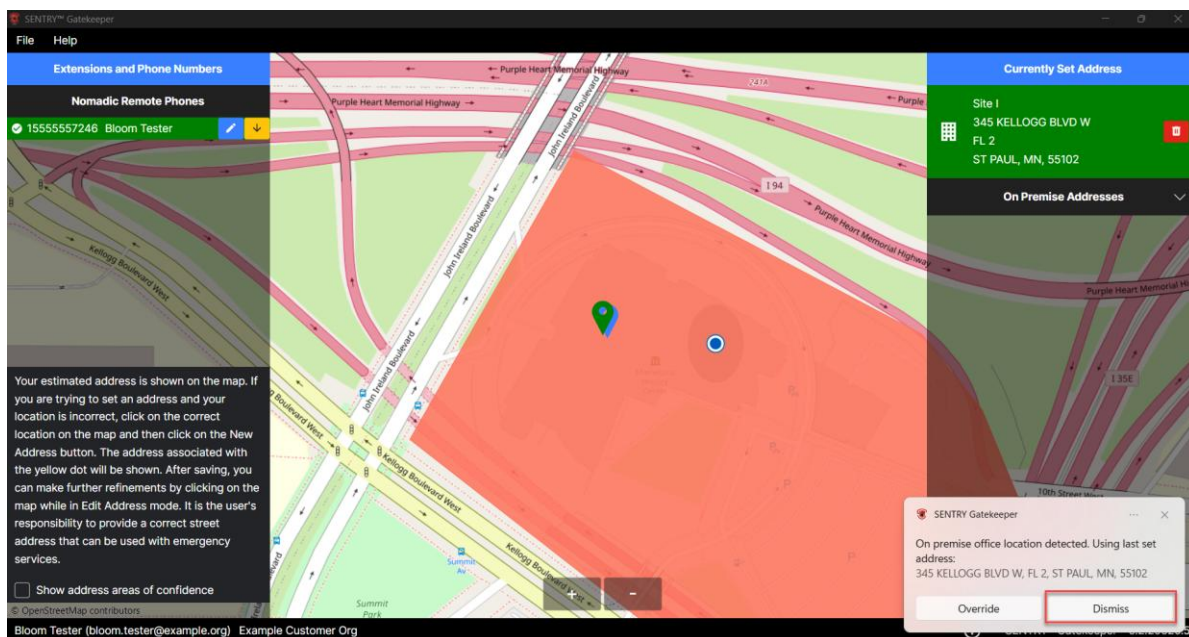 SENTRY™ Gatekeeper
File Help
Extensions and Phone Numbers
Nomadic Remote Phones
15555557246 Bloom Tester
Currently Set Address
Site I
345 KELLOGG BLVD W
FL 2
ST PAUL, MN, 55102
On Premise Addresses
Purple Heart Memorial Highway
Purple Heart Memorial Highway
241A
Purple
John Ireland Boulevard
John Ireland Boulevard
I 94
Purple Heart Memorial Highway
Kellogg Boulevard West
Purple Heart Memorial
I 35E
John Ireland Boulevard
Kellogg Boulevard West
Kellogg Boulevard West
10th Street West
Summit
Av
Summit
Park
P
P
Your estimated address is shown on the map. If
you are trying to set an address and your
location is incorrect, click on the correct
location on the map and then click on the New
Address button. The address associated with
the yellow dot will be shown. After saving, you
can make further refinements by clicking on the
map while in Edit Address mode. It is the user's
responsibility to provide a correct street
address that can be used with emergency
services.
Show address areas of confidence
© OpenStreetMap contributors
+ -
SENTRY Gatekeeper
On premise office location detected. Using last set
address:
345 KELLOGG BLVD W, FL 2, ST PAUL, MN, 55102
Override Dismiss
Bloom Tester (bloom.tester@example.org) Example Customer Org